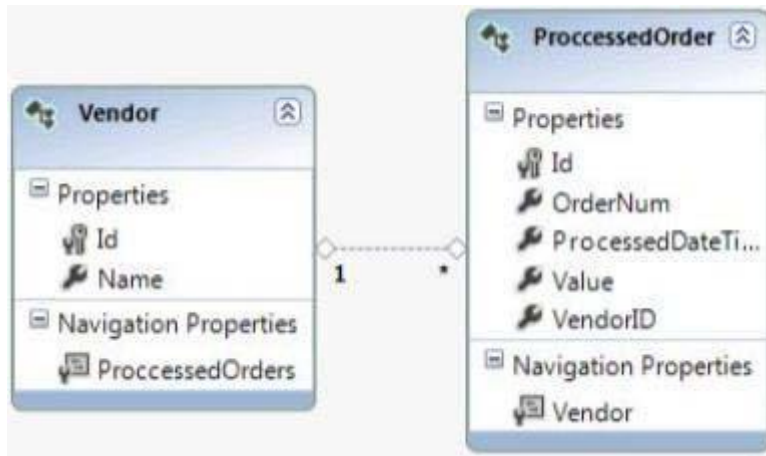 Vendor
Properties
Id
Name
Navigation Properties
ProccessedOrders
1
*
ProccessedOrder
Properties
Id
OrderNum
ProcessedDateTi...
Value
VendorID
Navigation Properties
Vendor